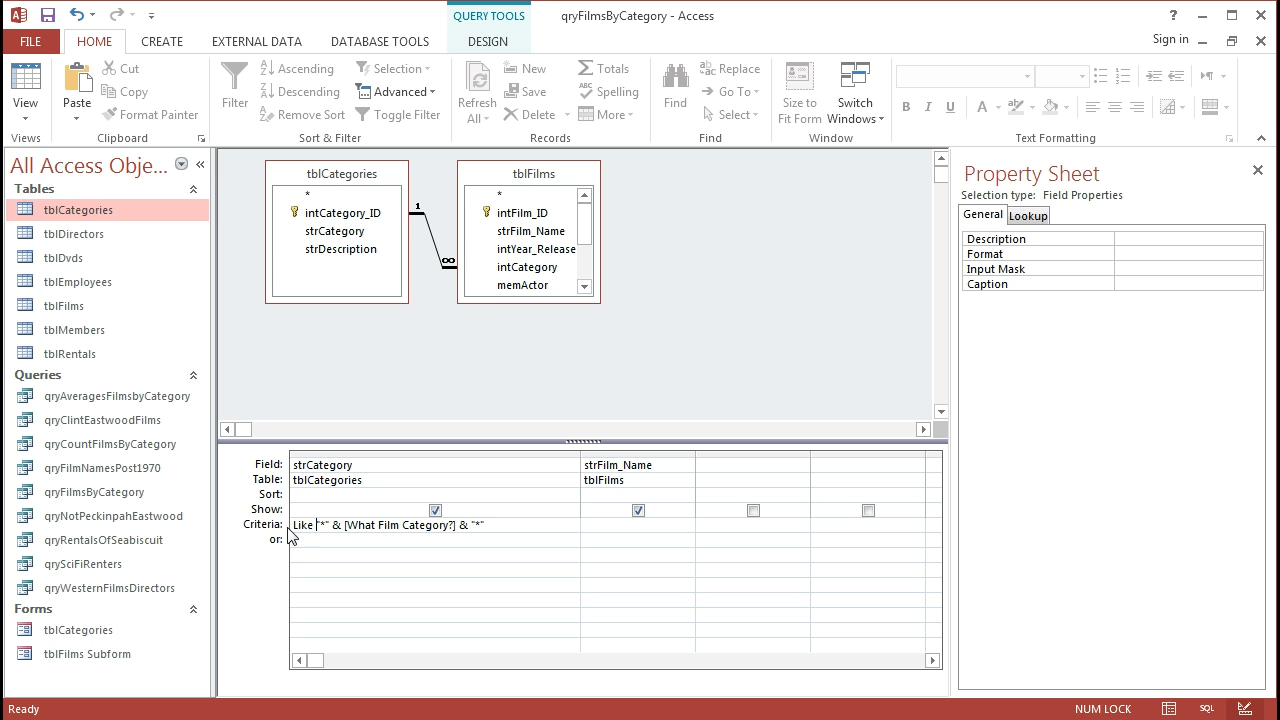 QUERY TOOLS
qryFilmsByCategory - Access
?
FILE
HOME
CREATE
EXTERNAL DATA
DATABASE TOOLS
DESIGN
Sign in
View
Views
Paste
Cut
Copy
Format Painter
Clipboard
Filter
Ascending
Descending
Remove Sort
Selection
Advanced
Sort & Filter
Refresh
All
New
Save
Delete
Totals
Spelling
More
Records
Find
Replace
Go To
Select
Find
Size to
Fit Form
Switch
Windows
Window
B I U A
Text Formatting
All Access Obje...
Tables
tblCategories
tblDirectors
tblDvds
tblEmployees
tblFilms
tblMembers
tblRentals
Queries
qryAveragesFilmsbyCategory
qryClintEastwoodFilms
qryCountFilmsByCategory
qryFilmNamesPost1970
qryFilmsByCategory
qryNotPeckinpahEastwood
qryRentalsOfSeabiscuit
qrySciFiRenters
qryWesternFilmsDirectors
Forms
tblCategories
tblFilms Subform
tblCategories
*
intCategory_ID
strCategory
strDescription
1
∞
tblFilms
*
intFilm_ID
strFilm_Name
intYear_Release
intCategory
memActor
Field: strCategory strFilm_Name
Table: tblCategories tblFilms
Sort:
Show:
Criteria: Like "*" & [What Film Category?] & "*"
or:
Property Sheet
Selection type: Field Properties
General
Lookup
Description
Format
Input Mask
Caption
Ready
NUM LOCK
SQL